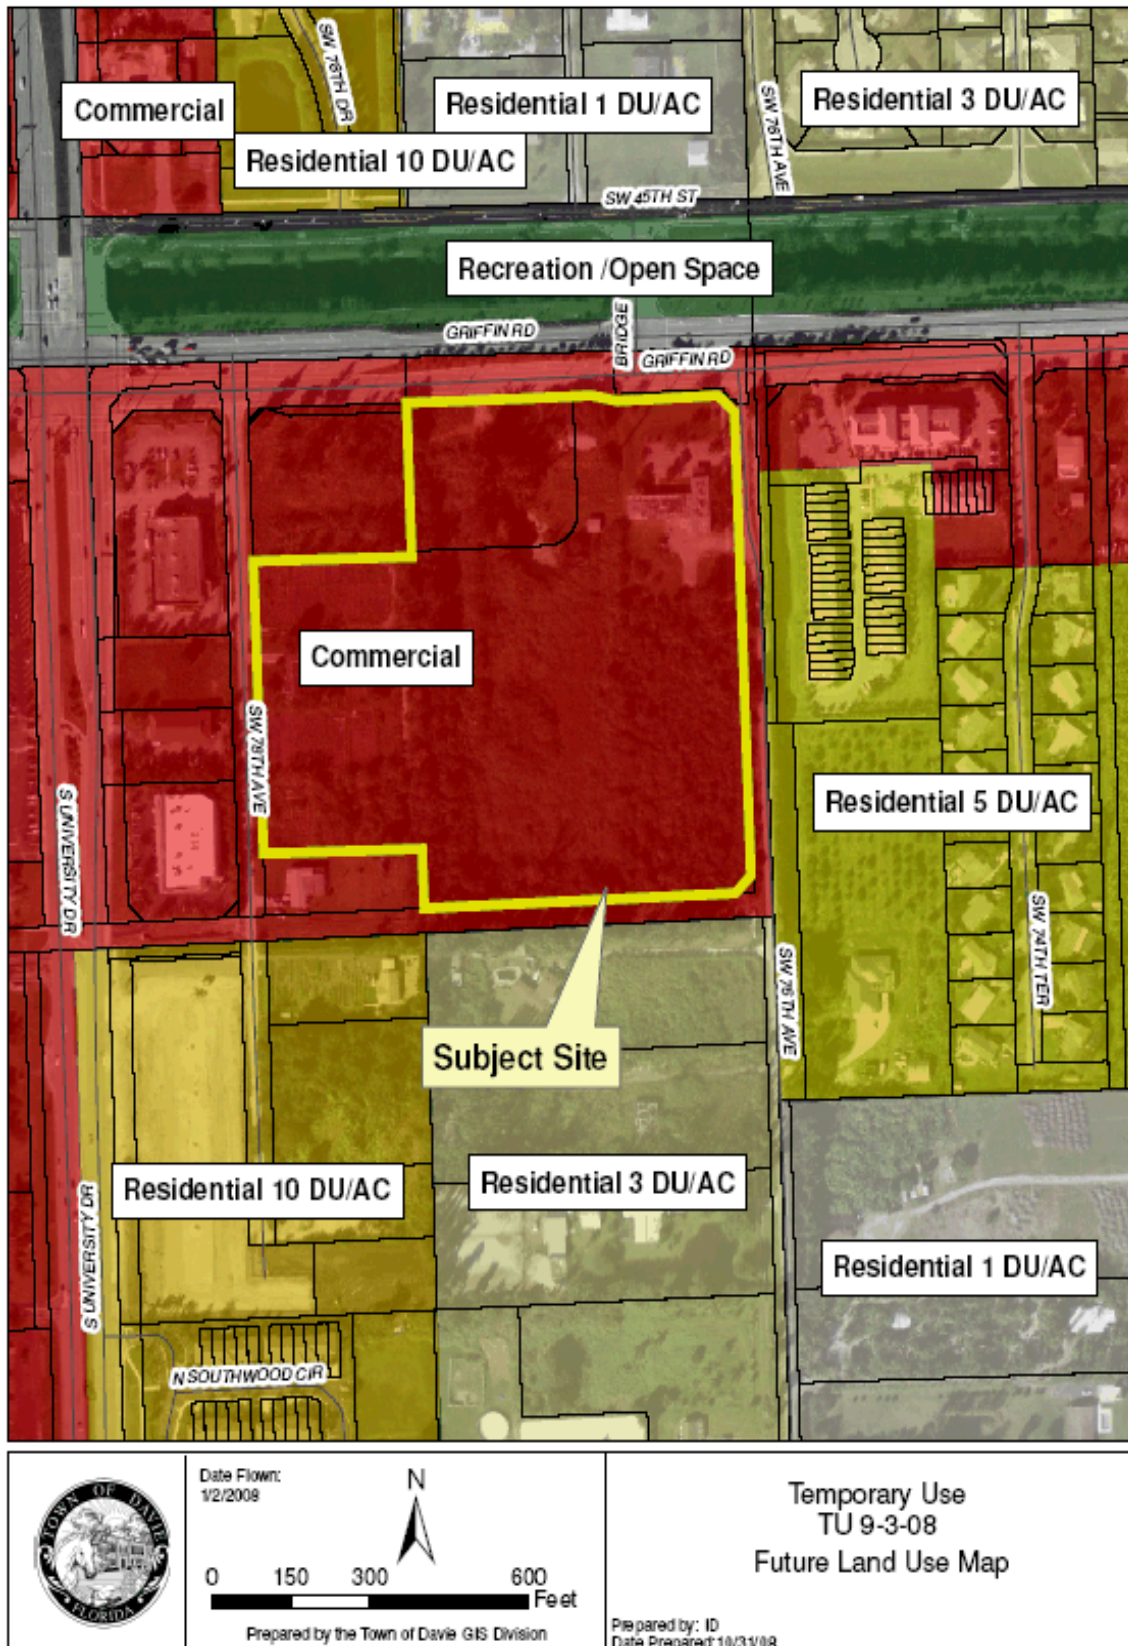 SW 78TH DR
Commercial
Residential 10 DU/AC
Residential 1 DU/AC
SW 76TH AVE
Residential 3 DU/AC
SW 45TH ST
Recreation /Open Space
GRIFFIN RD
BRIDGE
GRIFFIN RD
Commercial
SW 78TH AVE
S UNIVERSITY DR
Residential 5 DU/AC
SW 76TH AVE
SW 74TH TER
Subject Site
Residential 10 DU/AC
Residential 3 DU/AC
S UNIVERSITY DR
Residential 1 DU/AC
N SOUTHWOOD CIR
TOWN OF DAVIE
FLORIDA
Date Flown:
1/2/2008
N
0 150 300 600
Feet
Prepared by the Town of Davie GIS Division
Temporary Use
TU 9-3-08
Future Land Use Map
Prepared by: ID
Date Prepared: 10/31/08